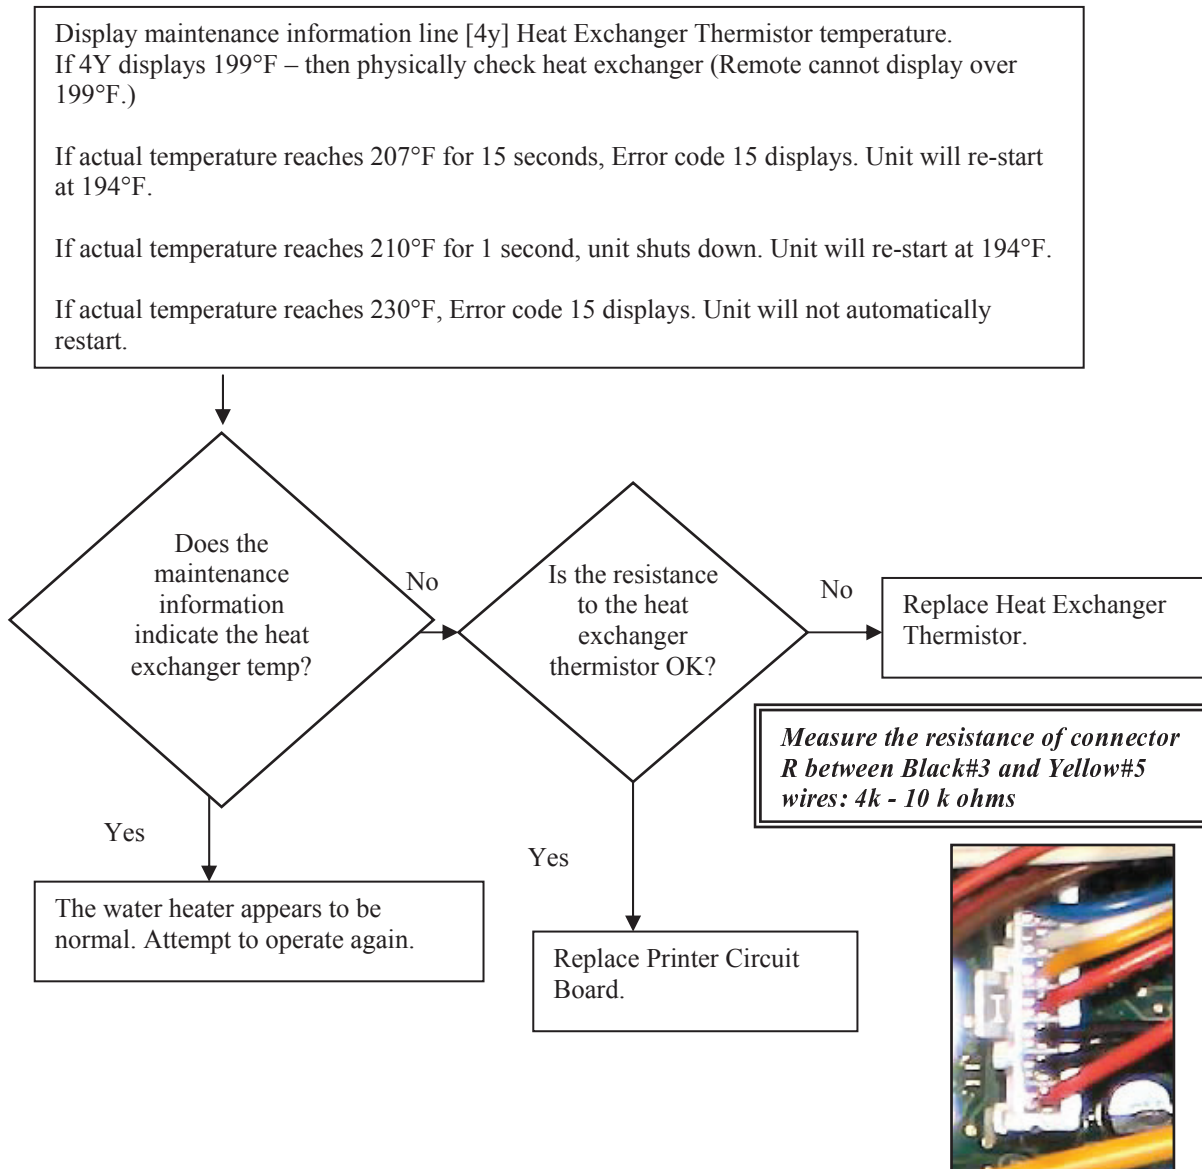 Display maintenance information line [4y] Heat Exchanger Thermistor temperature.
If 4Y displays 199°F – then physically check heat exchanger (Remote cannot display over
199°F.)
If actual temperature reaches 207°F for 15 seconds, Error code 15 displays. Unit will re-start
at 194°F.
If actual temperature reaches 210°F for 1 second, unit shuts down. Unit will re-start at 194°F.
If actual temperature reaches 230°F, Error code 15 displays. Unit will not automatically
restart.
Does the
maintenance
information
indicate the heat
exchanger temp?
No
Is the resistance
to the heat
exchanger
thermistor OK?
No
Replace Heat Exchanger
Thermistor.
Measure the resistance of connector
R between Black#3 and Yellow#5
wires: 4k - 10 k ohms
Yes
The water heater appears to be
normal. Attempt to operate again.
Yes
Replace Printer Circuit
Board.